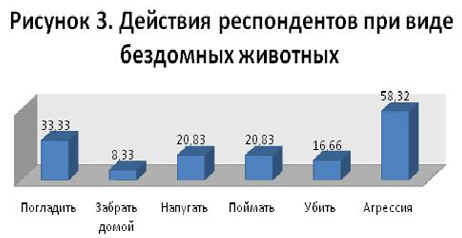 Рисунок 3. Действия респондентов при виде
бездомных животных
33,33
8,33
20,83
20,83
16,66
58,32
Погладить Забрать домой Напугать Поймать Убить Агрессия